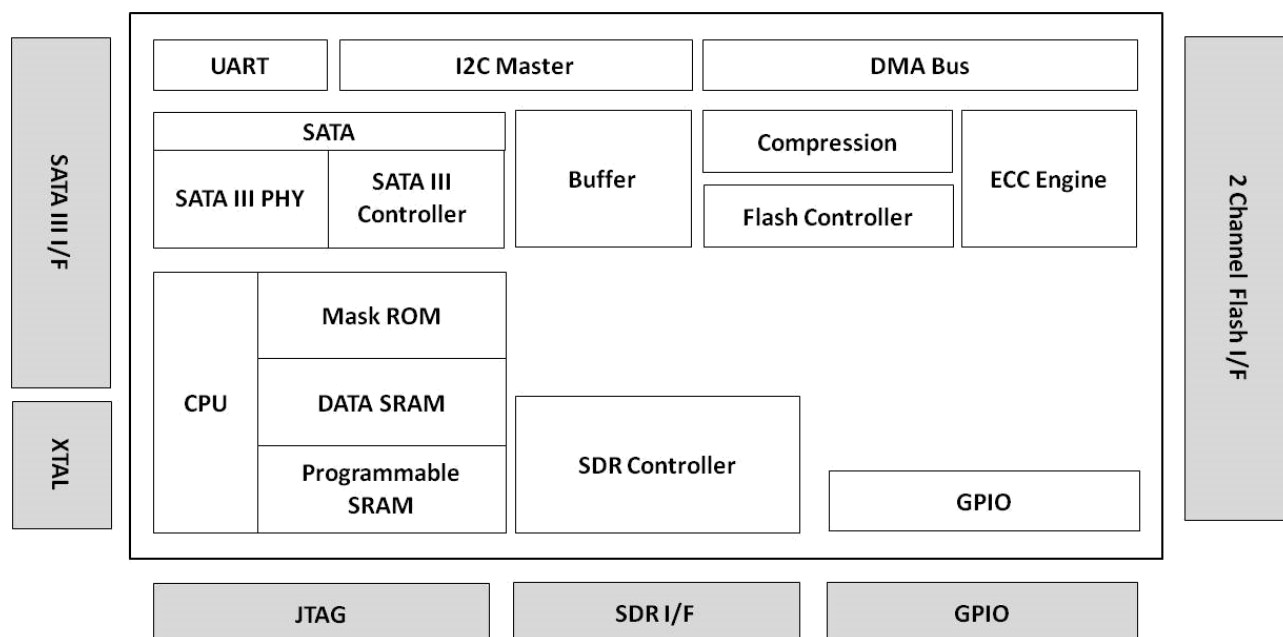 UART
I2C Master
DMA Bus
SATA III I/F
SATA
SATA III PHY
SATA III
Controller
Buffer
Compression
Flash Controller
ECC Engine
2 Channel Flash I/F
CPU
Mask ROM
DATA SRAM
Programmable
SRAM
SDR Controller
GPIO
XTAL
JTAG
SDR I/F
GPIO